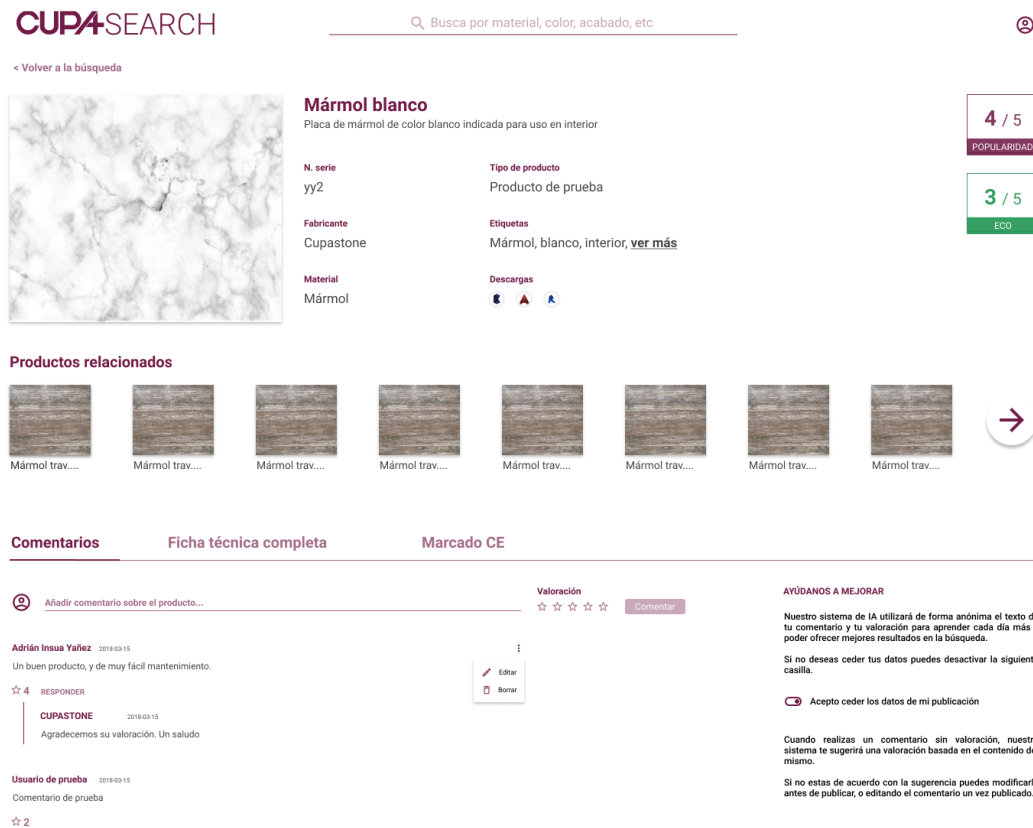 CUPASEARCH
Busca por material, color, acabado, etc
< Volver a la búsqueda
Mármol blanco
Placa de mármol de color blanco indicada para uso en interior
N. serie
yy2
Tipo de producto
Producto de prueba
Fabricante
Cupastone
Etiquetas
Mármol, blanco, interior, ver más
Material
Mármol
Descargas
4 / 5
POPULARIDAD
3 / 5
ECO
Productos relacionados
Mármol trav....
Mármol trav....
Mármol trav....
Mármol trav....
Mármol trav....
Mármol trav....
Mármol trav....
Mármol trav....
Comentarios
Ficha técnica completa
Marcado CE
Añadir comentario sobre el producto...
Valoración
Comentar
Adrián Insua Yañez 2018-03-15
Un buen producto, y de muy fácil mantenimiento.
4 RESPONDER
Editar
Borrar
CUPASTONE 2018-03-15
Agradecemos su valoración. Un saludo
Usuario de prueba 2018-03-15
Comentario de prueba
2
AYÚDANOS A MEJORAR
Nuestro sistema de IA utilizará de forma anónima el texto d
tu comentario y tu valoración para aprender cada día más
poder ofrecer mejores resultados en la búsqueda.
Si no deseas ceder tus datos puedes desactivar la siguient
casilla.
Acepto ceder los datos de mi publicación
Cuando realizas un comentario sin valoración, nuestr
sistema te sugerirá una valoración basada en el contenido de
mismo.
Si no estas de acuerdo con la sugerencia puedes modificarl
antes de publicar, o editando el comentario un vez publicado.